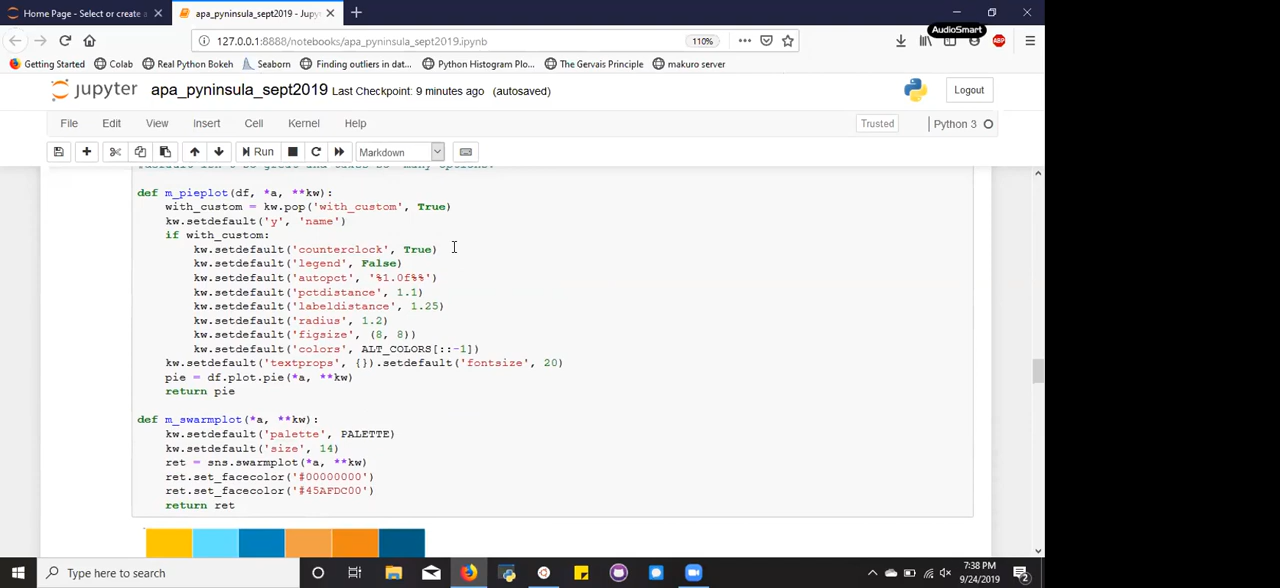 Home Page - Select or create a
apa_pyninsula_sept2019 - Jupyt
AudioSmart
127.0.0.1:8888/notebooks/apa_pyninsula_sept2019.ipynb
110%
ABP
Getting Started
Colab
Real Python Bokeh
Seaborn
Finding outliers in dat...
Python Histogram Plo...
The Gervais Principle
makuro server
jupyter apa_pyninsula_sept2019 Last Checkpoint: 9 minutes ago (autosaved)
Logout
File Edit View Insert Cell Kernel Help
Trusted
Python 3
Run
Markdown
def m_pieplot(df, *a, **kw):
    with_custom = kw.pop('with_custom', True)
    kw.setdefault('y', 'name')
    if with_custom:
        kw.setdefault('counterclock', True)
        kw.setdefault('legend', False)
        kw.setdefault('autopct', '%1.0f%%')
        kw.setdefault('pctdistance', 1.1)
        kw.setdefault('labeldistance', 1.25)
        kw.setdefault('radius', 1.2)
        kw.setdefault('figsize', (8, 8))
        kw.setdefault('colors', ALT_COLORS[::-1])
    kw.setdefault('textprops', {}).setdefault('fontsize', 20)
    pie = df.plot.pie(*a, **kw)
    return pie
def m_swarmplot(*a, **kw):
    kw.setdefault('palette', PALETTE)
    kw.setdefault('size', 14)
    ret = sns.swarmplot(*a, **kw)
    ret.set_facecolor('#00000000')
    ret.set_facecolor('#45AFDC00')
    return ret
Type here to search
7:38 PM
9/24/2019
2